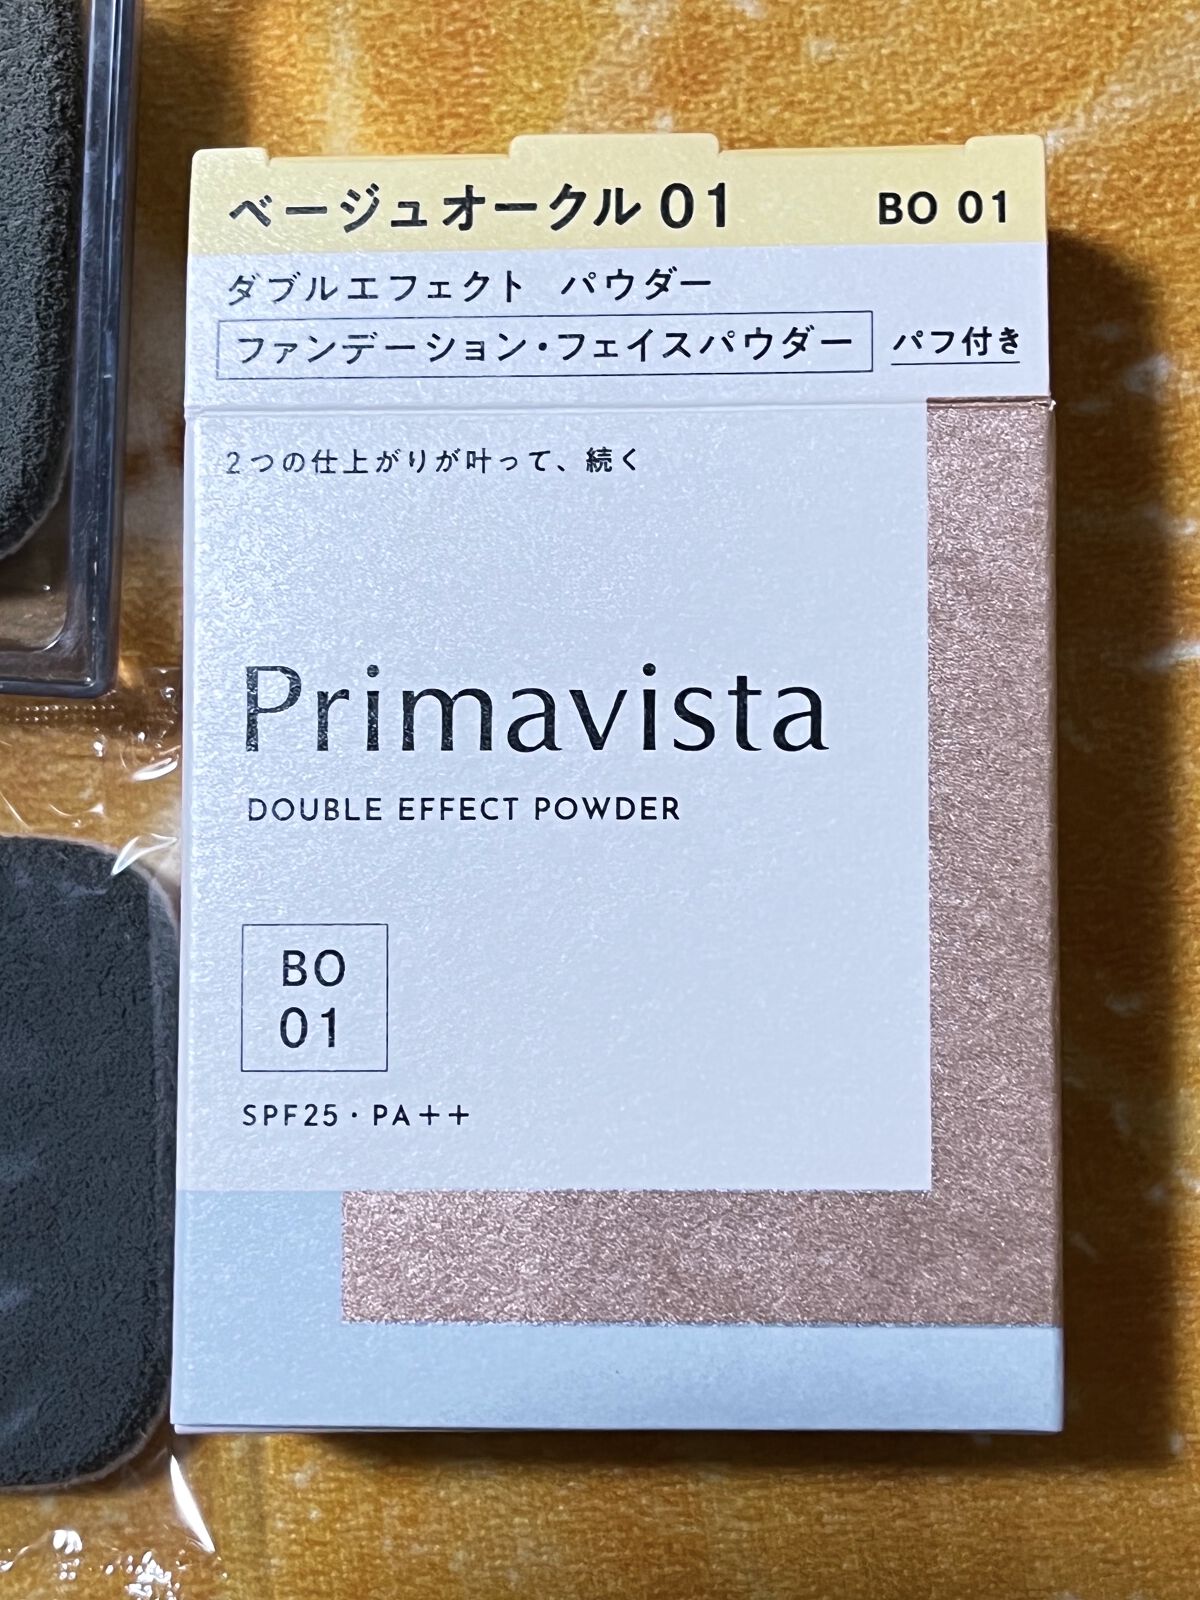 ベージュオークル 01 BO 01
ダブルエフェクト パウダー
ファンデーション・フェイスパウダー パフ付き
2つの仕上がりが叶って、続く
Primavista
DOUBLE EFFECT POWDER
BO
01
SPF25・PA++